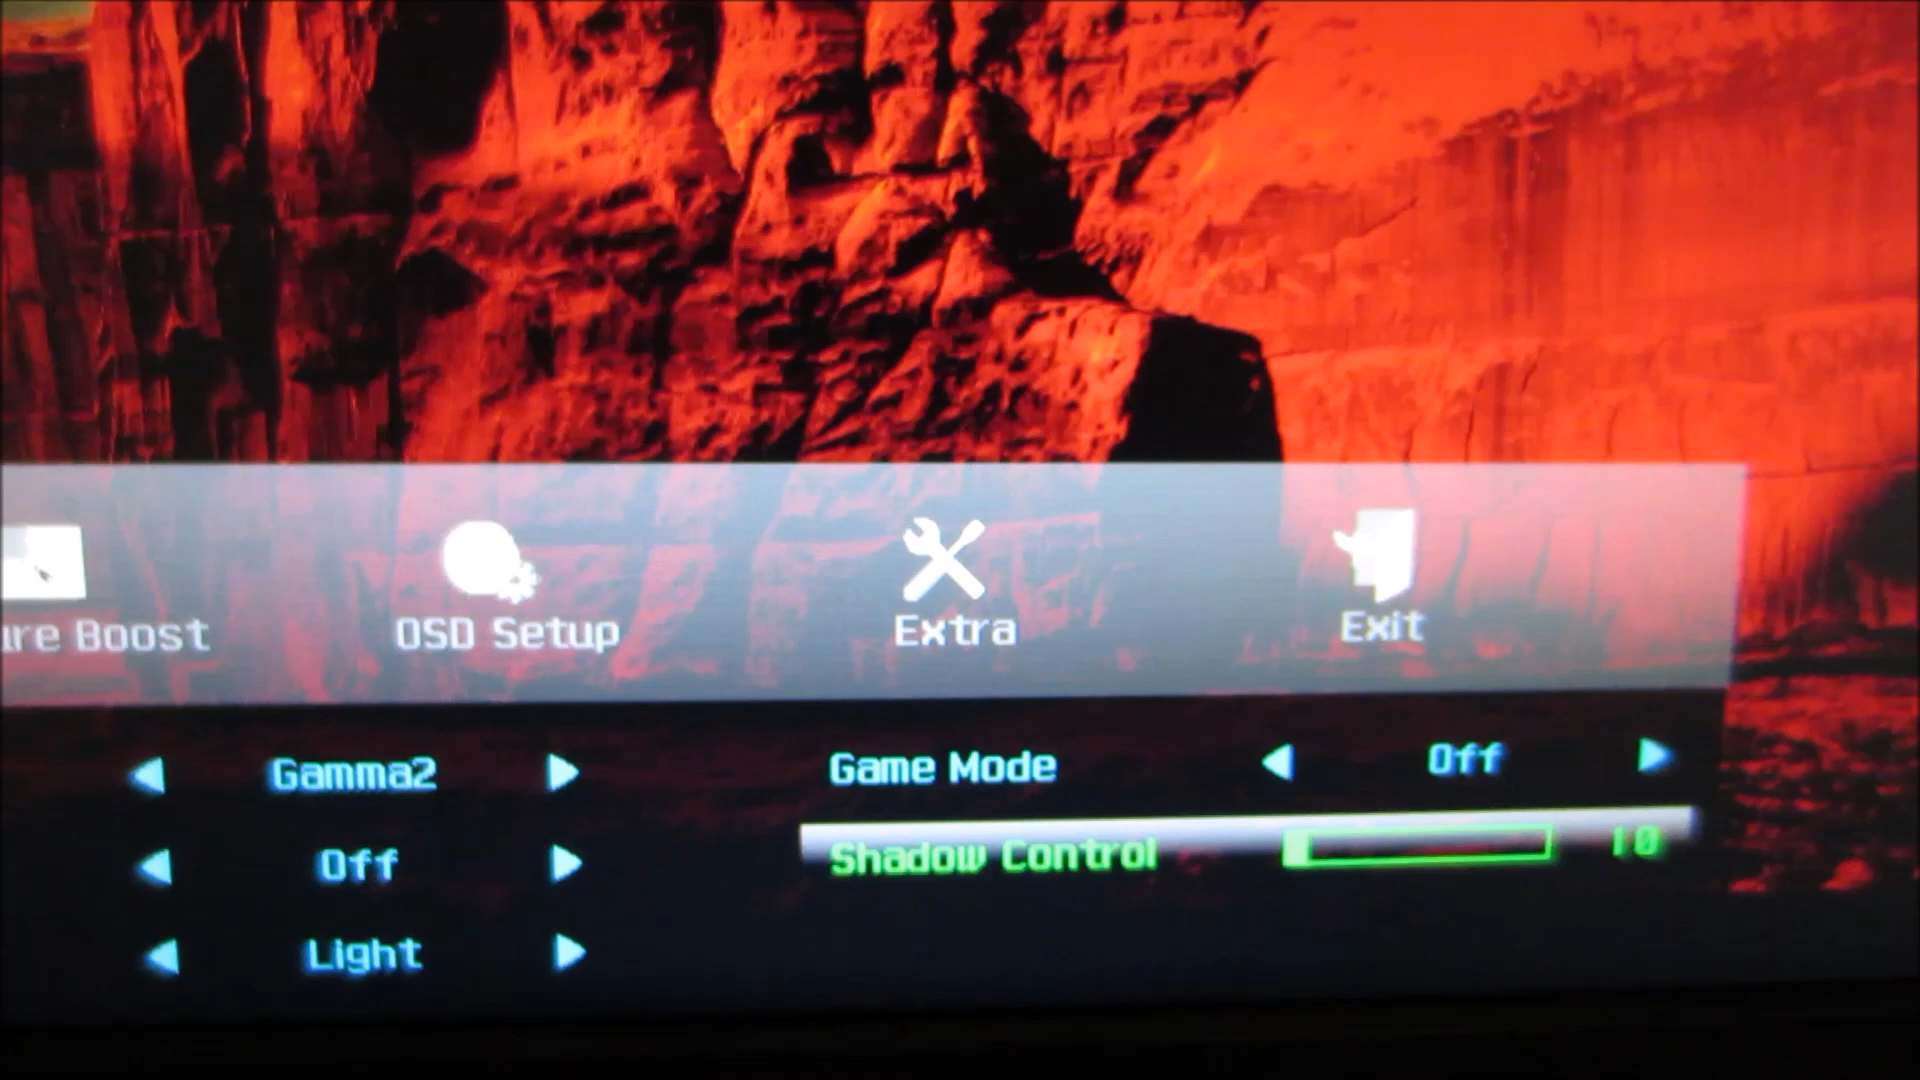 ure Boost
OSD Setup
Extra
Exit
Gamma2
Game Mode
Off
Off
Shadow Control
10
Light